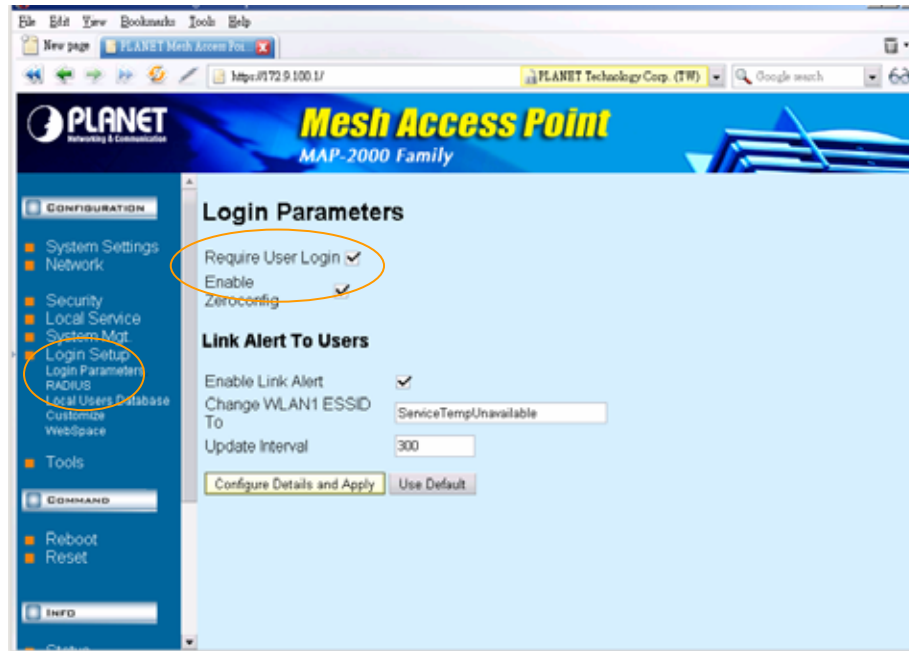 File Edit View Bookmarks Tools Help
New page PLANET Mesh Access Poi...
https://172.9.100.1/ PLANET Technology Corp. (TW) Google search
PLANET
Networking & Communication
Mesh Access Point
MAP-2000 Family
CONFIGURATION
System Settings
Network
Security
Local Service
System Mgt.
Login Setup
Login Parameters
RADIUS
Local Users Database
Customize
WebSpace
Tools
COMMAND
Reboot
Reset
INFO
Status
Login Parameters
Require User Login
Enable
Zeroconfig
Link Alert To Users
Enable Link Alert
Change WLAN1 ESSID
To
ServiceTempUnavailable
Update Interval 300
Configure Details and Apply Use Default